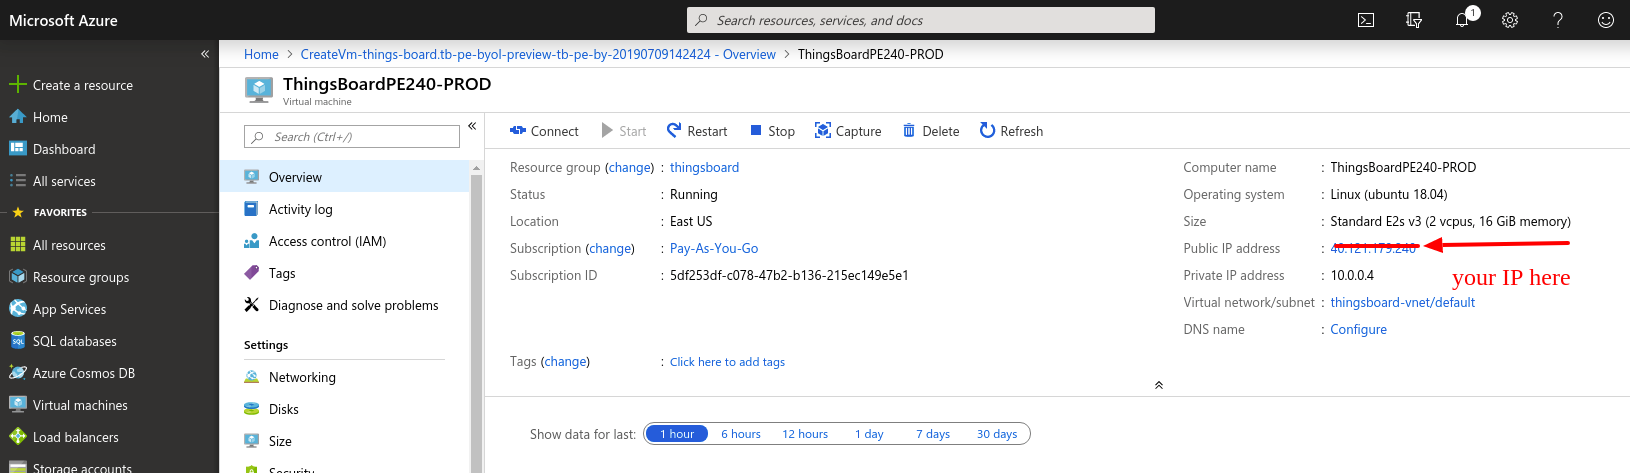 Microsoft Azure
Search resources, services, and docs
1
«
Create a resource
Home
Dashboard
All services
FAVORITES
All resources
Resource groups
App Services
SQL databases
Azure Cosmos DB
Virtual machines
Load balancers
Storage accounts
Home > CreateVm-things-board.tb-pe-byol-preview-tb-pe-by-20190709142424 - Overview > ThingsBoardPE240-PROD
ThingsBoardPE240-PROD
Virtual machine
Search (Ctrl+/)
«
Overview
Activity log
Access control (IAM)
Tags
Diagnose and solve problems
Settings
Networking
Disks
Size
Security
Connect Start Restart Stop Capture Delete Refresh
Resource group (change) : thingsboard
Status : Running
Location : East US
Subscription (change) : Pay-As-You-Go
Subscription ID : 5df253df-c078-47b2-b136-215ec149e5e1
Computer name : ThingsBoardPE240-PROD
Operating system : Linux (ubuntu 18.04)
Size : Standard E2s v3 (2 vcpus, 16 GiB memory)
Public IP address : 40.121.179.240
Private IP address : 10.0.0.4
your IP here
Virtual network/subnet : thingsboard-vnet/default
DNS name : Configure
Tags (change) : Click here to add tags
Show data for last: 1 hour 6 hours 12 hours 1 day 7 days 30 days